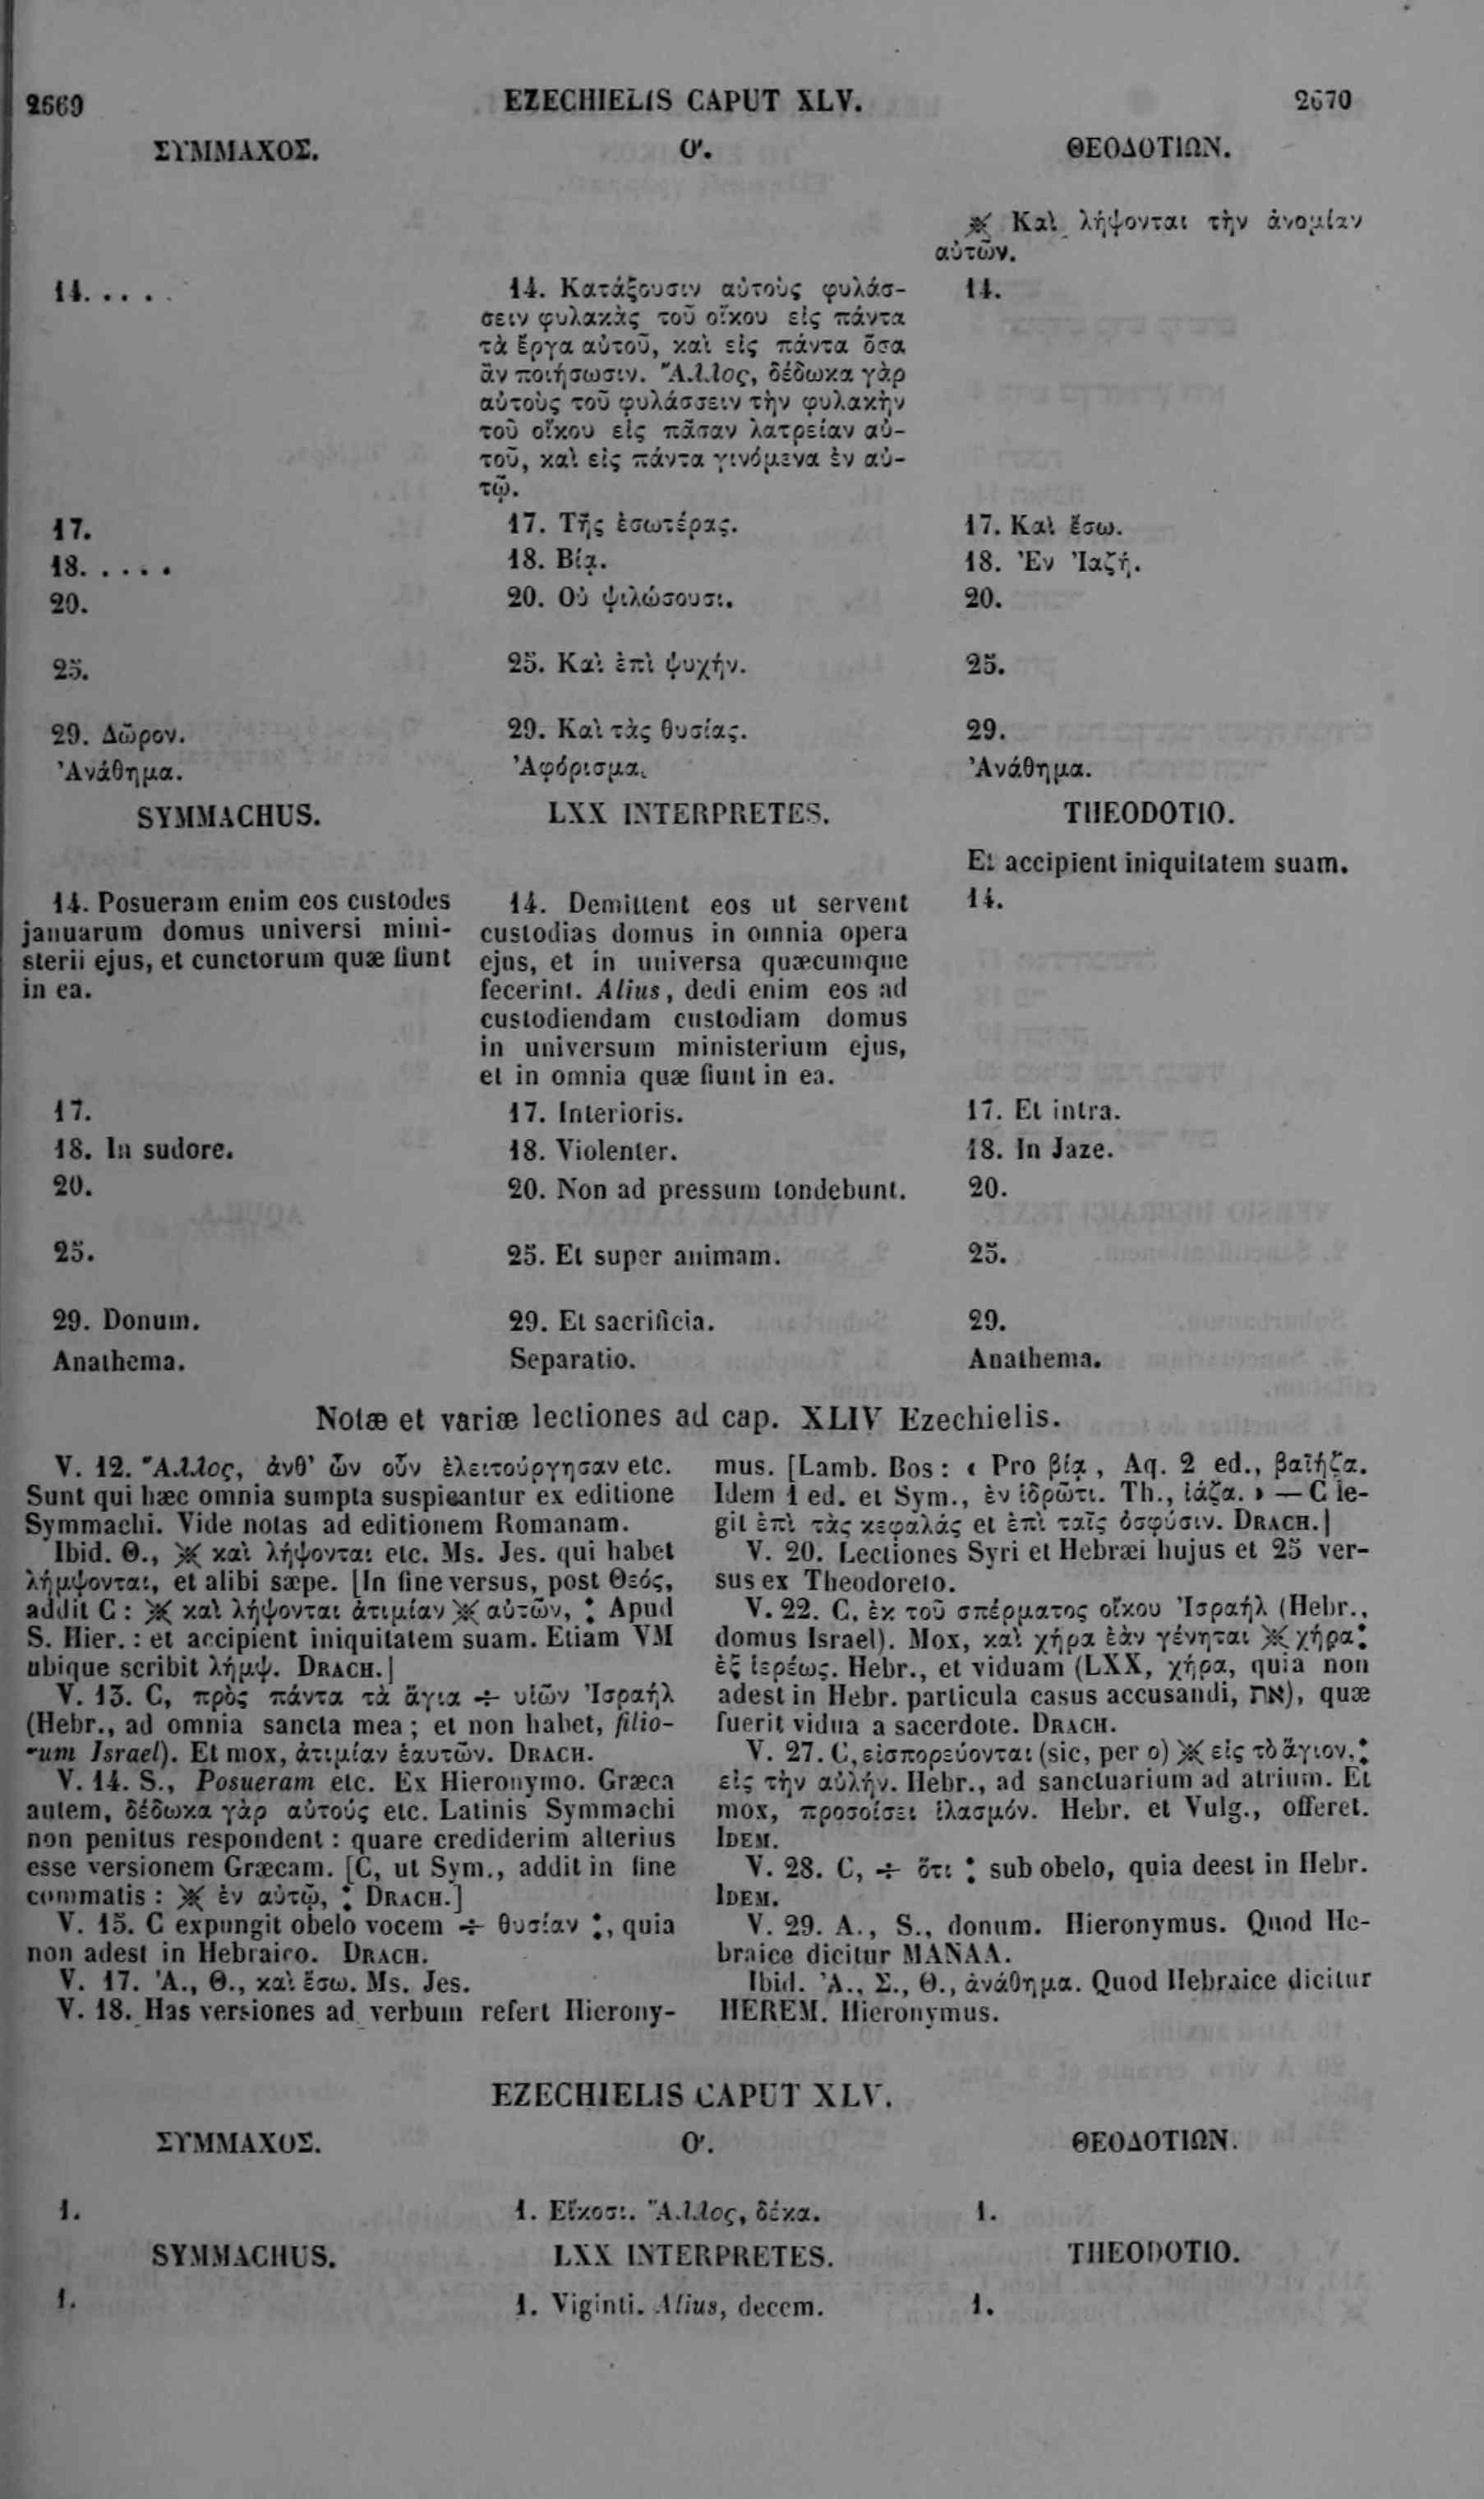 2669
EZECHIELIS CAPUT XLV.
2670
ΣΥΜΜΑΧΟΣ.
Ο'.
ΘΕΟΔΟΤΙΩΝ.
※ Καὶ λήψονται τὴν ἀνομίαν
αὐτῶν.
14. . . . .
14. Κατάξουσιν αὐτοὺς φυλάσ-
σειν φυλακὰς τοῦ οἴκου εἰς πάντα
τὰ ἔργα αὐτοῦ, καὶ εἰς πάντα ὅσα
ἂν ποιήσωσιν. Ἄλλος, δέδωκα γὰρ
αὐτοὺς τοῦ φυλάσσειν τὴν φυλακὴν
τοῦ οἴκου εἰς πᾶσαν λατρείαν αὐ-
τοῦ, καὶ εἰς πάντα γινόμενα ἐν αὐ-
τῷ.
14.
17.
17. Τῆς ἐσωτέρας.
17. Καὶ ἔσω.
18. . . . .
18. Βίᾳ.
18. Ἐν Ἰαζή.
20.
20. Οὐ ψιλώσουσι.
20.
25.
25. Καὶ ἐπὶ ψυχήν.
25.
29. Δῶρον.
29. Καὶ τὰς θυσίας.
29.
Ἀνάθημα.
Ἀφόρισμα.
Ἀνάθημα.
SYMMACHUS.
LXX INTERPRETES.
THEODOTIO.
Et accipient iniquitatem suam.
14. Posueram enim eos custodes
januarum domus universi mini-
sterii ejus, et cunctorum quæ fiunt
in ea.
14. Demittent eos ut servent
custodias domus in omnia opera
ejus, et in universa quæcumque
fecerint. Alius, dedi enim eos ad
custodiendam custodiam domus
in universum ministerium ejus,
et in omnia quæ fiunt in ea.
14.
17.
17. Interioris.
17. Et intra.
18. In sudore.
18. Violenter.
18. In Jaze.
20.
20. Non ad pressum tondebunt.
20.
25.
25. Et super animam.
25.
29. Donum.
29. Et sacrificia.
29.
Anathema.
Separatio.
Anathema.
Notæ et variæ lectiones ad cap. XLIV Ezechielis.
V. 12. Ἄλλος, ἀνθ' ὧν οὖν ἐλειτούργησαν etc.
Sunt qui hæc omnia sumpta suspicantur ex editione
Symmachi. Vide notas ad editionem Romanam.
Ibid. Θ., ※ καὶ λήψονται etc. Ms. Jes. qui habet
λήμψονται, et alibi sæpe. [In fine versus, post Θεός,
addit C : ※ καὶ λήψονται ἀτιμίαν ※ αὐτῶν, ⁚ Apud
S. Hier. : et accipient iniquitatem suam. Etiam VM
ubique scribit λήμψ. DRACH.]
V. 13. C, πρὸς πάντα τὰ ἅγια ÷ υἱῶν Ἰσραήλ
(Hebr., ad omnia sancta mea ; et non habet, filio-
rum Israel). Et mox, ἀτιμίαν ἑαυτῶν. DRACH.
V. 14. S., Posueram etc. Ex Hieronymo. Græca
autem, δέδωκα γὰρ αὐτούς etc. Latinis Symmachi
non penitus respondent : quare crediderim alterius
esse versionem Græcam. [C, ut Sym., addit in fine
commatis : ※ ἐν αὐτῷ, ⁚ DRACH.]
V. 15. C expungit obelo vocem ÷ θυσίαν ⁚, quia
non adest in Hebraico. DRACH.
V. 17. Ἀ., Θ., καὶ ἔσω. Ms. Jes.
V. 18. Has versiones ad verbum refert Hierony-
mus. [Lamb. Bos : « Pro βίᾳ, Aq. 2 ed., βαϊήζα.
Idem 1 ed. et Sym., ἐν ἱδρῶτι. Th., ἰάζα. » — C le-
git ἐπὶ τὰς κεφαλάς et ἐπὶ ταῖς ὀσφύσιν. DRACH.]
V. 20. Lectiones Syri et Hebræi hujus et 25 ver-
sus ex Theodoreto.
V. 22. C, ἐκ τοῦ σπέρματος οἴκου Ἰσραήλ (Hebr.,
domus Israel). Mox, καὶ χήρα ἐὰν γένηται ※ χήρα ⁚
ἐξ ἱερέως. Hebr., et viduam (LXX, χήρα, quia non
adest in Hebr. particula casus accusandi, את), quæ
fuerit vidua a sacerdote. DRACH.
V. 27. C, εἰσπορεύονται (sic, per ο) ※ εἰς τὸ ἅγιον, ⁚
εἰς τὴν αὐλήν. Hebr., ad sanctuarium ad atrium. Et
mox, προσοίσει ἱλασμόν. Hebr. et Vulg., offeret.
IDEM.
V. 28. C, ÷ ὅτι ⁚ sub obelo, quia deest in Hebr.
IDEM.
V. 29. A., S., donum. Hieronymus. Quod He-
braice dicitur MANAA.
Ibid. Ἀ., Σ., Θ., ἀνάθημα. Quod Hebraice dicitur
HEREM. Hieronymus.
EZECHIELIS CAPUT XLV.
ΣΥΜΜΑΧΟΣ.
Ο'.
ΘΕΟΔΟΤΙΩΝ.
1.
1. Εἴκοσι. Ἄλλος, δέκα.
1.
SYMMACHUS.
LXX INTERPRETES.
THEODOTIO.
1.
1. Viginti. Alius, decem.
1.